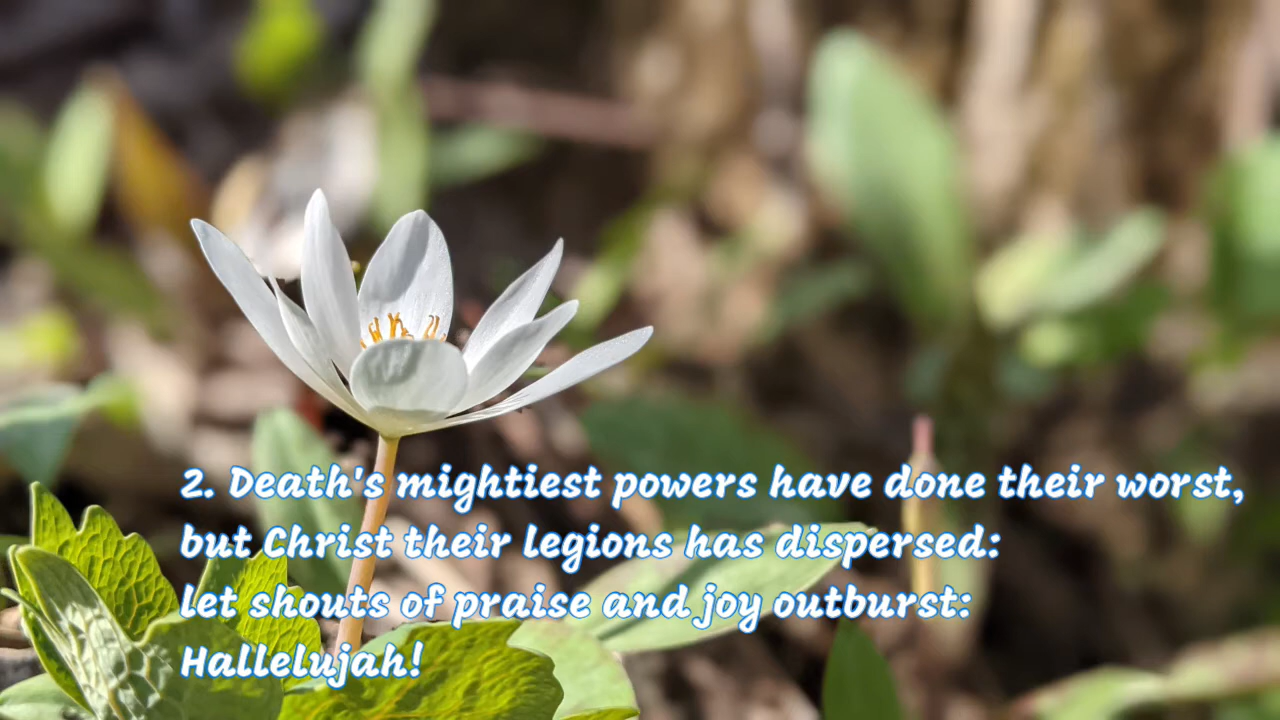 2. Death's mightiest powers have done their worst,
but Christ their legions has dispersed:
let shouts of praise and joy outburst:
Hallelujah!